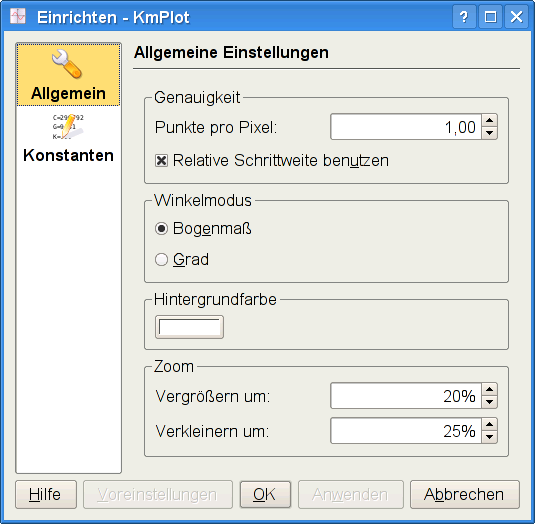 Einrichten - KmPlot
Allgemein
Konstanten
Allgemeine Einstellungen
Genauigkeit
Punkte pro Pixel: 1,00
Relative Schrittweite benutzen
Winkelmodus
Bogenmaß
Grad
Hintergrundfarbe
Zoom
Vergrößern um: 20%
Verkleinern um: 25%
Hilfe Voreinstellungen OK Anwenden Abbrechen